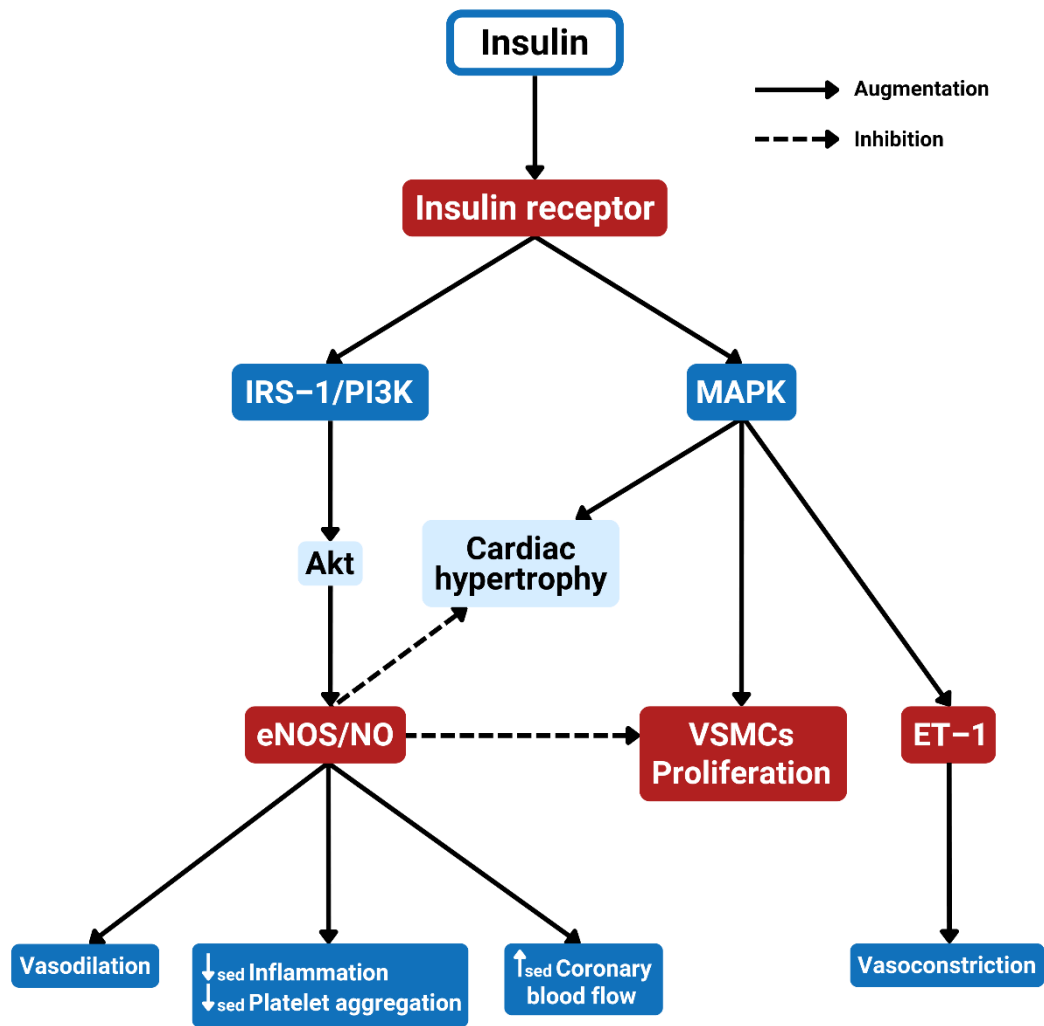 Insulin
Augmentation
Inhibition
Insulin receptor
IRS–1/PI3K
MAPK
Akt
Cardiac
hypertrophy
eNOS/NO
VSMCs
Proliferation
ET–1
Vasodilation
↓sed Inflammation
↓sed Platelet aggregation
↑sed Coronary
blood flow
Vasoconstriction